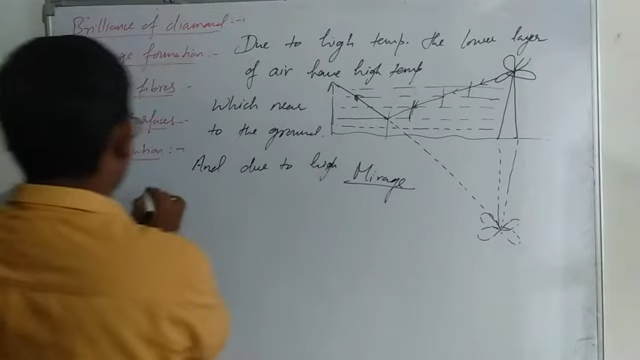 Brilliance of diamond:-
formation -
Due to high temp. the lower layer
of air have high temp
fibres -
Which near
to the ground.
And due to high
Mirage